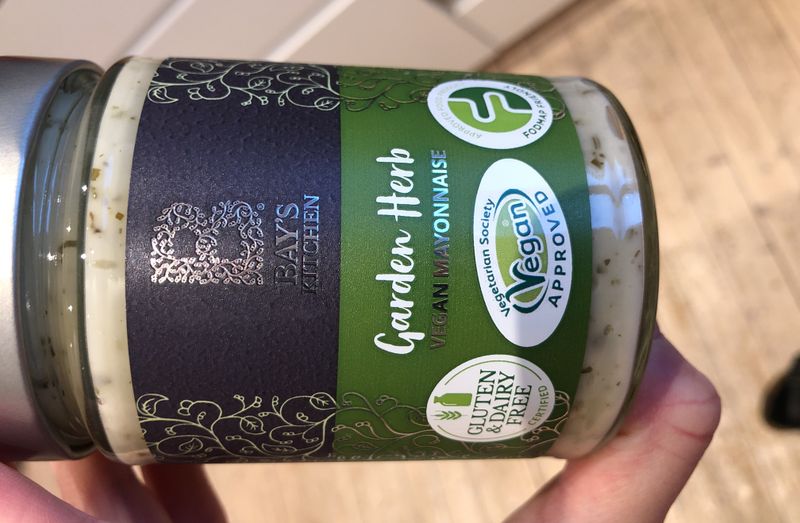 BAY'S
KITCHEN
Garden Herb
VEGAN MAYONNAISE
GLUTEN
& DAIRY
FREE
CERTIFIED
Vegetarian Society
Vegan
APPROVED
FODMAP FRIENDLY